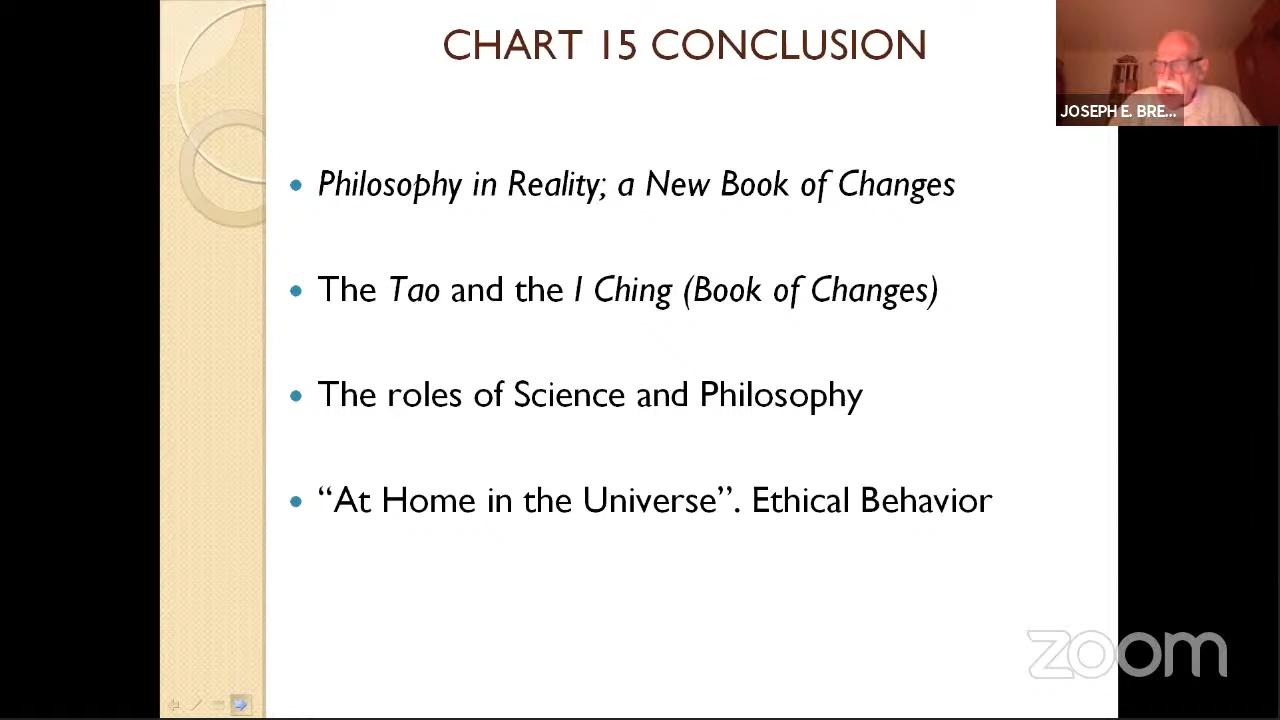 CHART 15 CONCLUSION
JOSEPH E. BRE...
Philosophy in Reality; a New Book of Changes
The Tao and the I Ching (Book of Changes)
The roles of Science and Philosophy
“At Home in the Universe”. Ethical Behavior
zoom